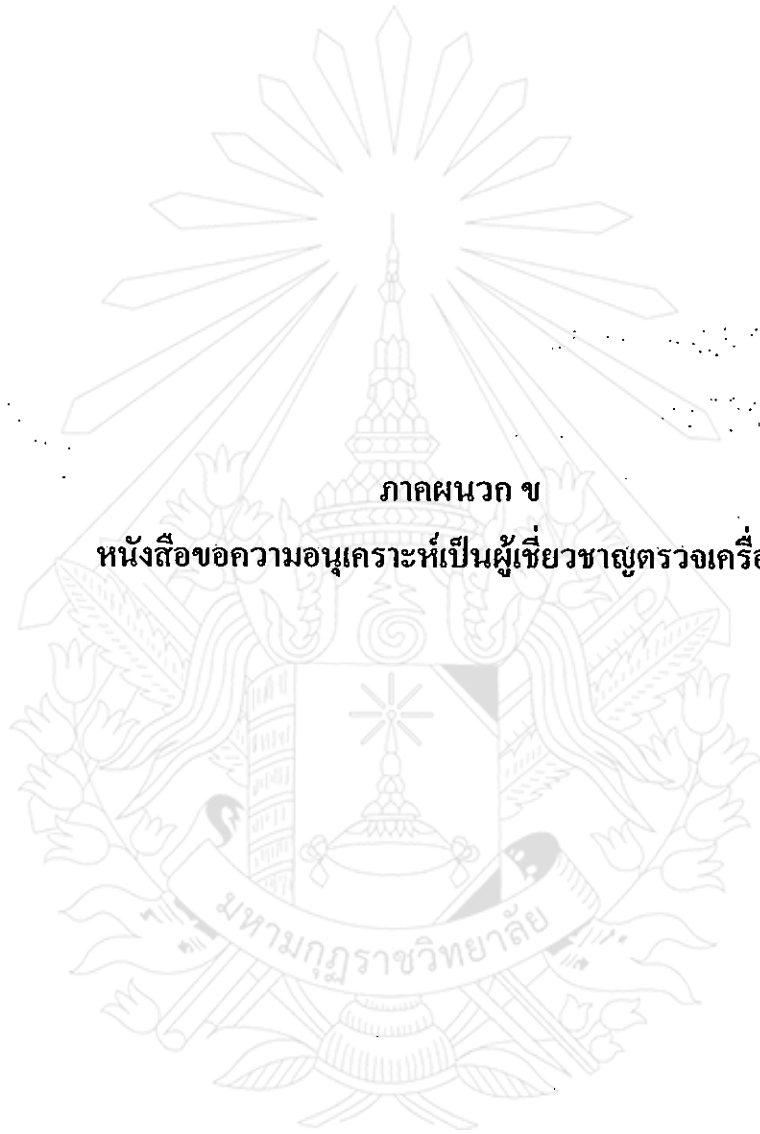 ภาคผนวก ข
หนังสือขอความอนุเคราะห์เป็นผู้เชี่ยวชาญตรวจเครื่อ
มหามกุฏราชวิทยาลัย